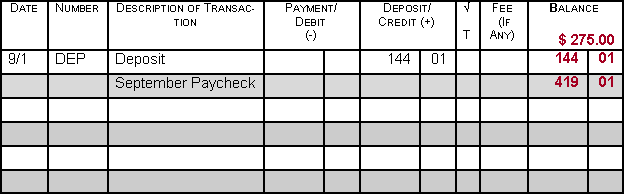 DATE NUMBER DESCRIPTION OF TRANSAC-TION PAYMENT/ DEBIT (-) DEPOSIT/ CREDIT (+) √ T FEE (IF ANY) BALANCE
$ 275.00
9/1 DEP Deposit 144 01 144 01
September Paycheck 419 01